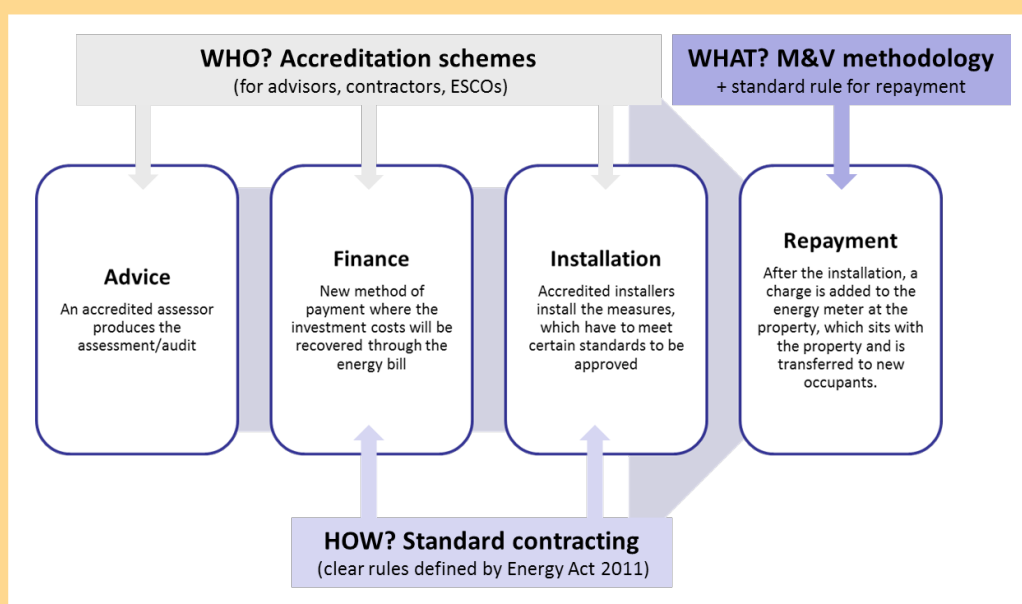 WHO? Accreditation schemes
(for advisors, contractors, ESCOs)
WHAT? M&V methodology
+ standard rule for repayment
Advice
An accredited assessor
produces the
assessment/audit
Finance
New method of
payment where the
investment costs will be
recovered through the
energy bill
Installation
Accredited installers
install the measures,
which have to meet
certain standards to be
approved
Repayment
After the installation, a
charge is added to the
energy meter at the
property, which sits with
the property and is
transferred to new
occupants.
HOW? Standard contracting
(clear rules defined by Energy Act 2011)